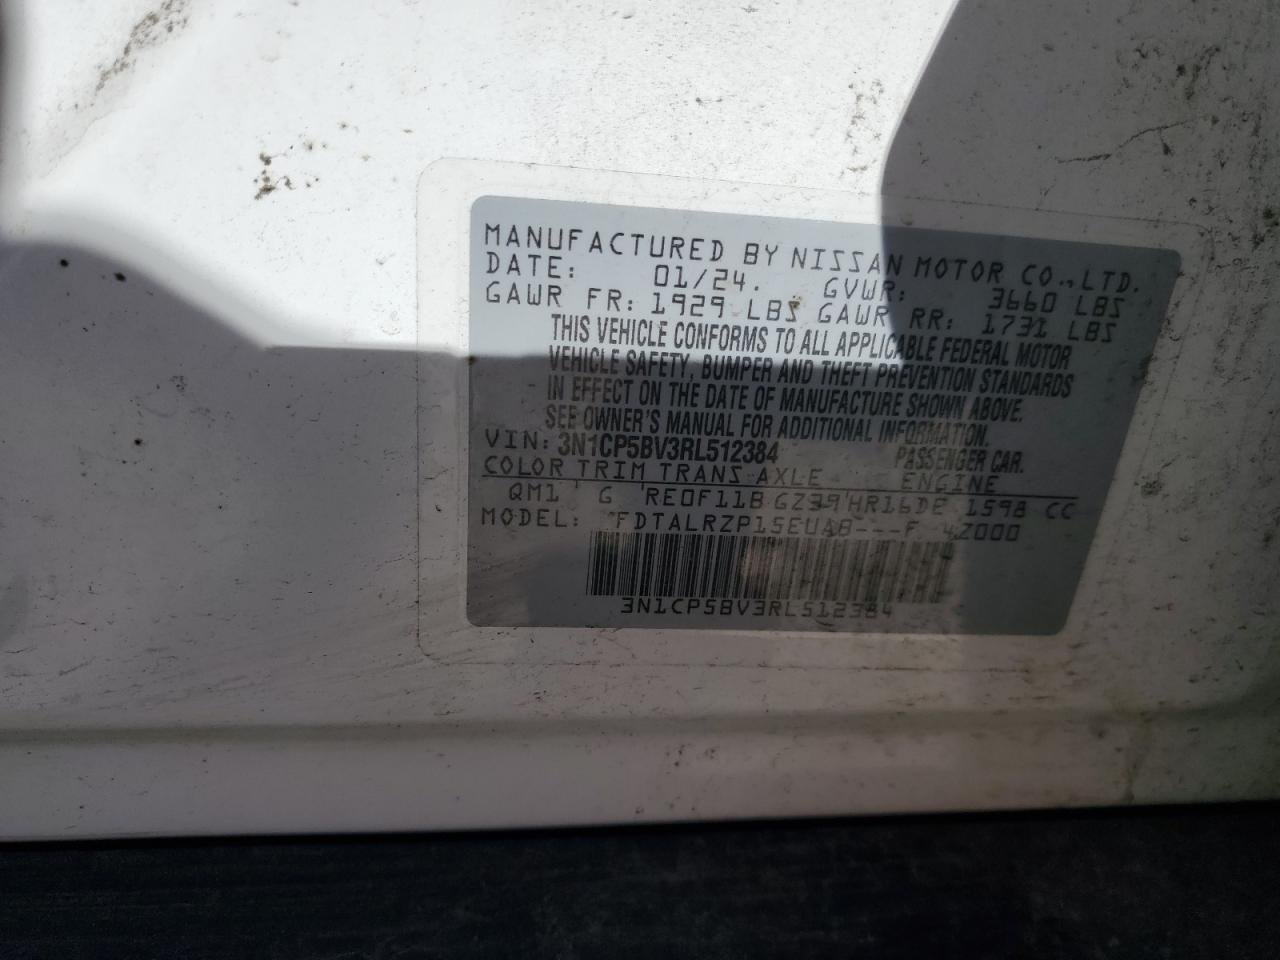 MANUFACTURED BY NISSAN MOTOR CO.,LTD.
DATE: 01/24. GVWR: 3660 LBS
GAWR FR: 1929 LBS GAWR RR: 1731 LBS
THIS VEHICLE CONFORMS TO ALL APPLICABLE FEDERAL MOTOR
VEHICLE SAFETY, BUMPER AND THEFT PREVENTION STANDARDS
IN EFFECT ON THE DATE OF MANUFACTURE SHOWN ABOVE.
SEE OWNER'S MANUAL FOR ADDITIONAL INFORMATION.
VIN: 3N1CP5BV3RL512384 PASSENGER CAR.
COLOR TRIM TRANS AXLE ENGINE
QM1 G RE0F11B GZ39 HR16DE 1598 CC
MODEL: FDTALRZP15EUAB---F 4Z000
3N1CP5BV3RL512384